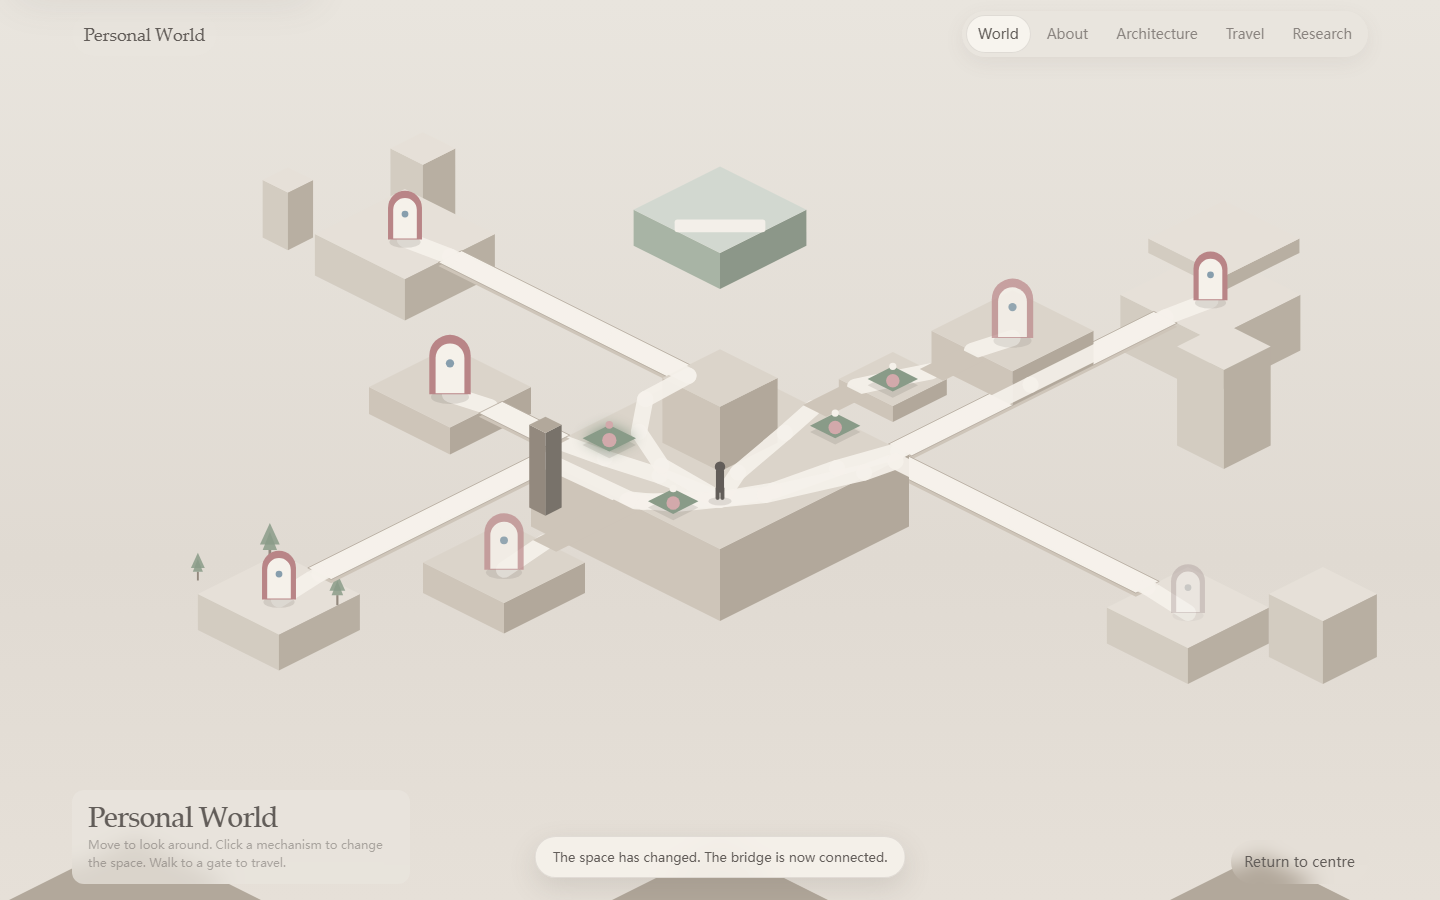 Personal World
World
About
Architecture
Travel
Research
Personal World
Move to look around. Click a mechanism to change
the space. Walk to a gate to travel.
The space has changed. The bridge is now connected.
Return to centre